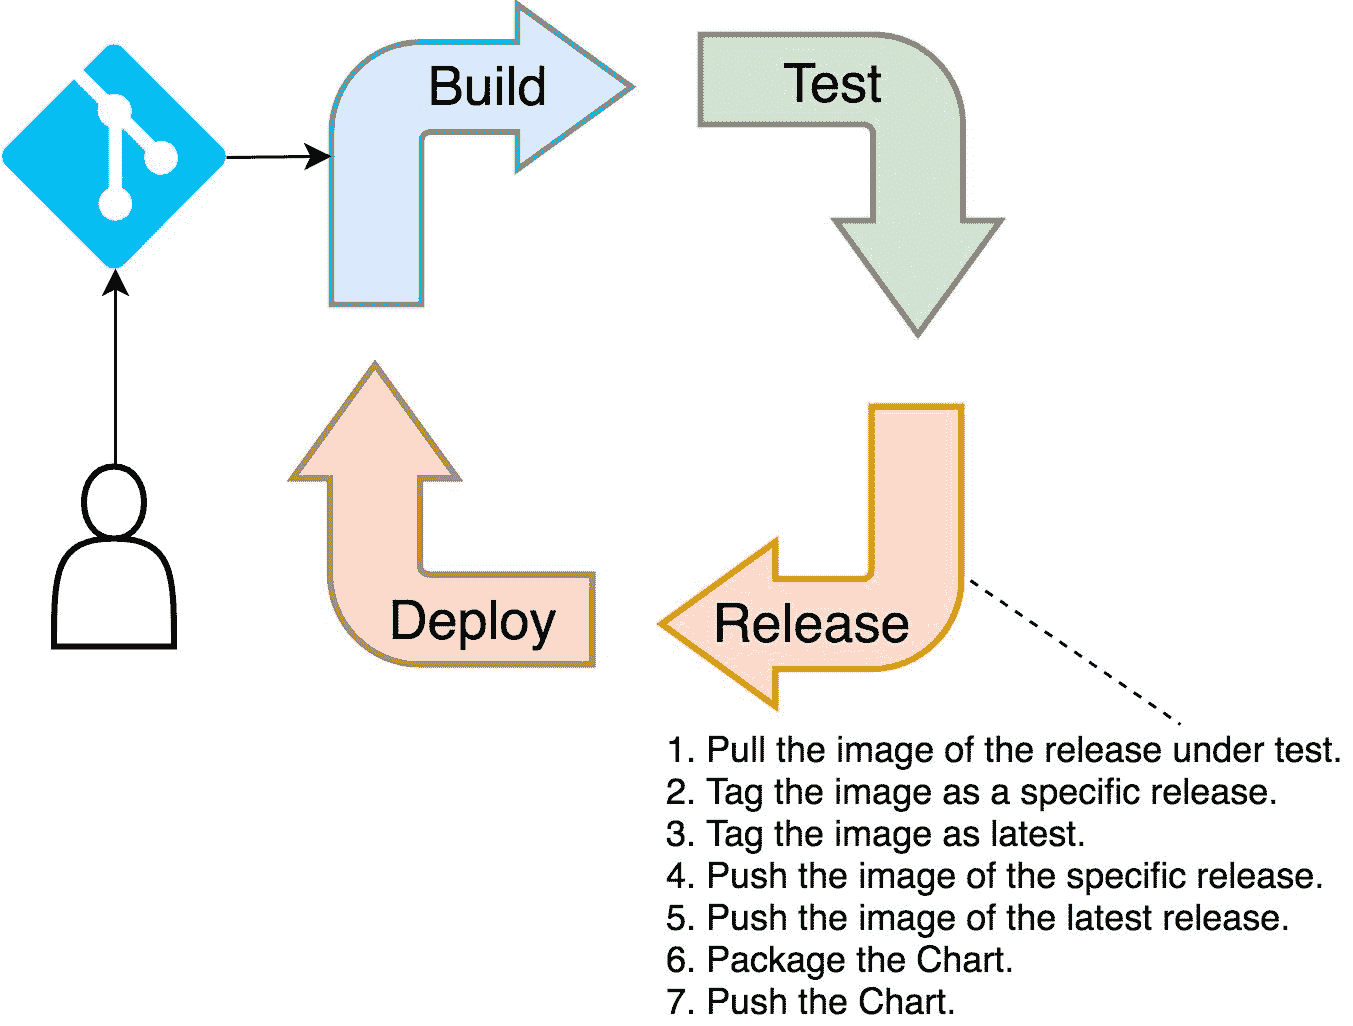 Build
Test
Deploy
Release
1. Pull the image of the release under test.
2. Tag the image as a specific release.
3. Tag the image as latest.
4. Push the image of the specific release.
5. Push the image of the latest release.
6. Package the Chart.
7. Push the Chart.